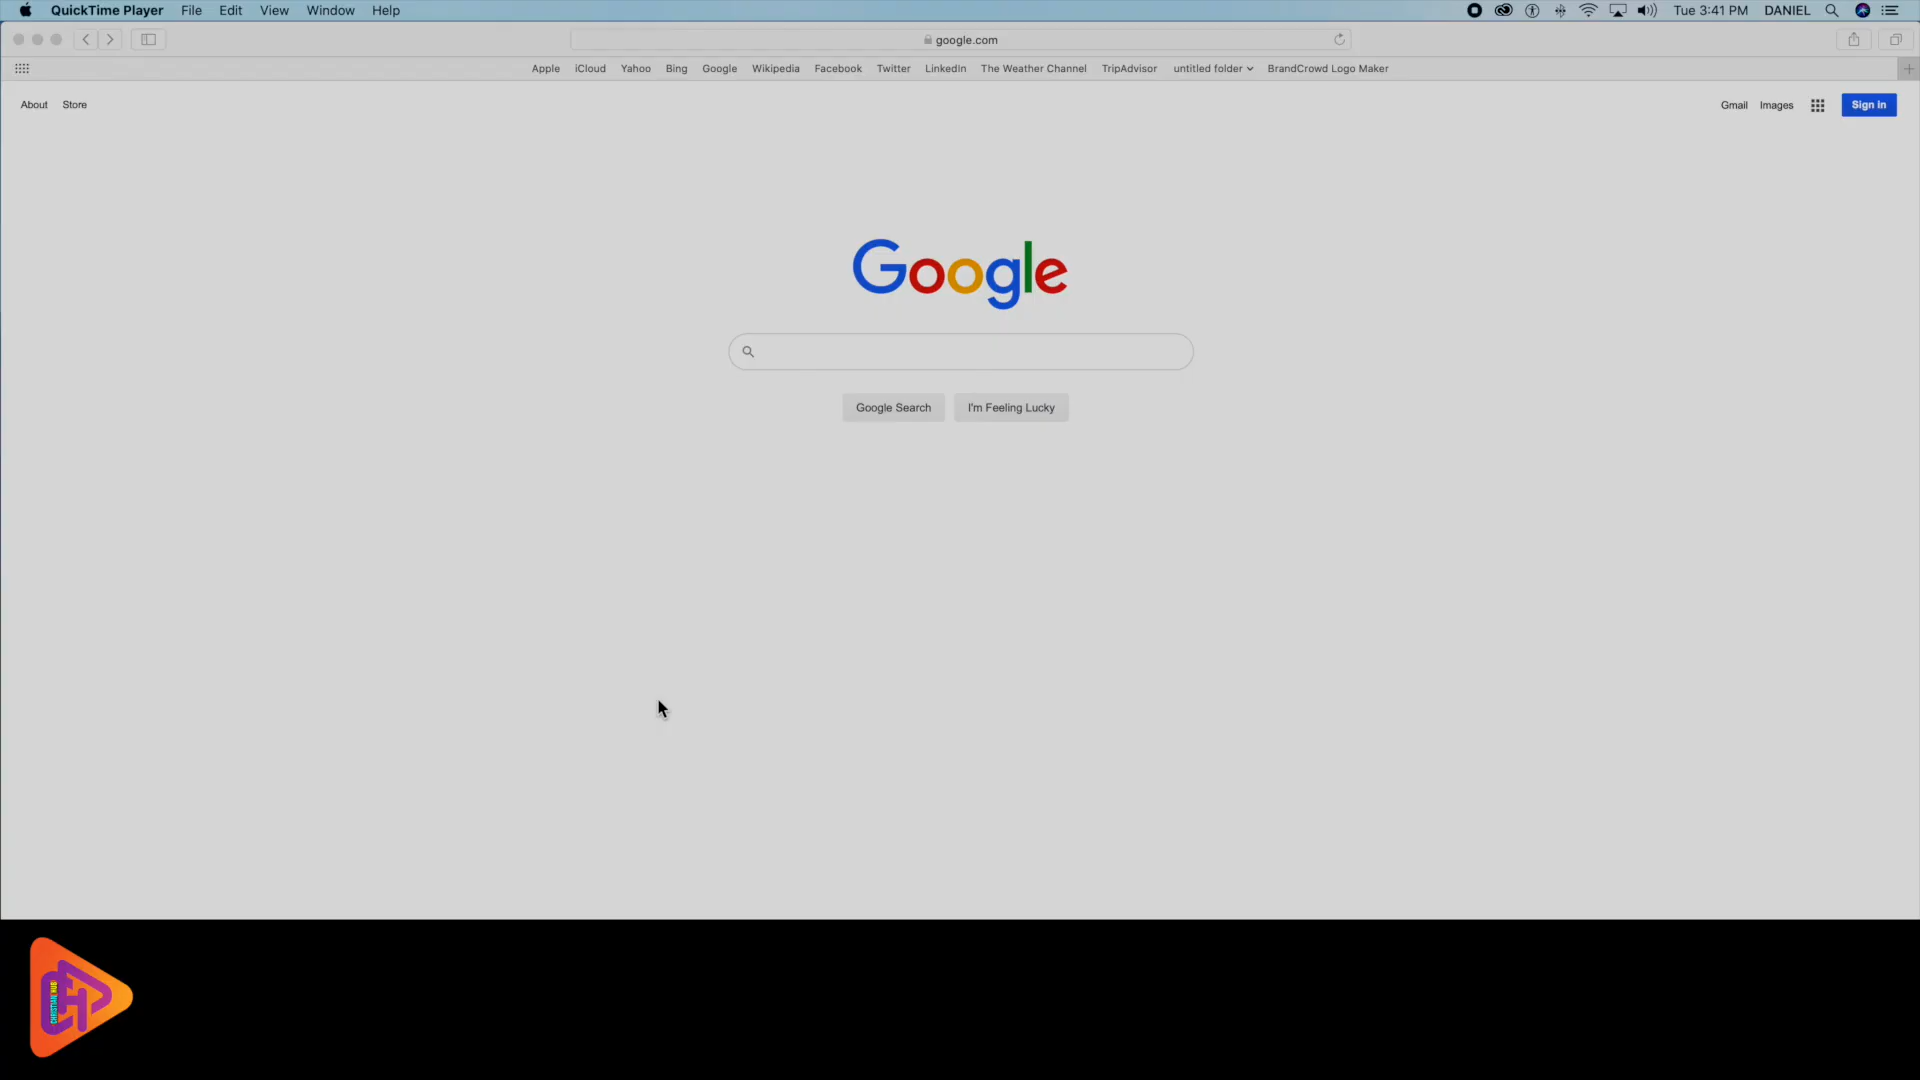 QuickTime Player File Edit View Window Help Tue 3:41 PM DANIEL
google.com
Apple iCloud Yahoo Bing Google Wikipedia Facebook Twitter LinkedIn The Weather Channel TripAdvisor untitled folder BrandCrowd Logo Maker
About Store Gmail Images Sign in
Google
Google Search I'm Feeling Lucky
CHRISTIAN HUB